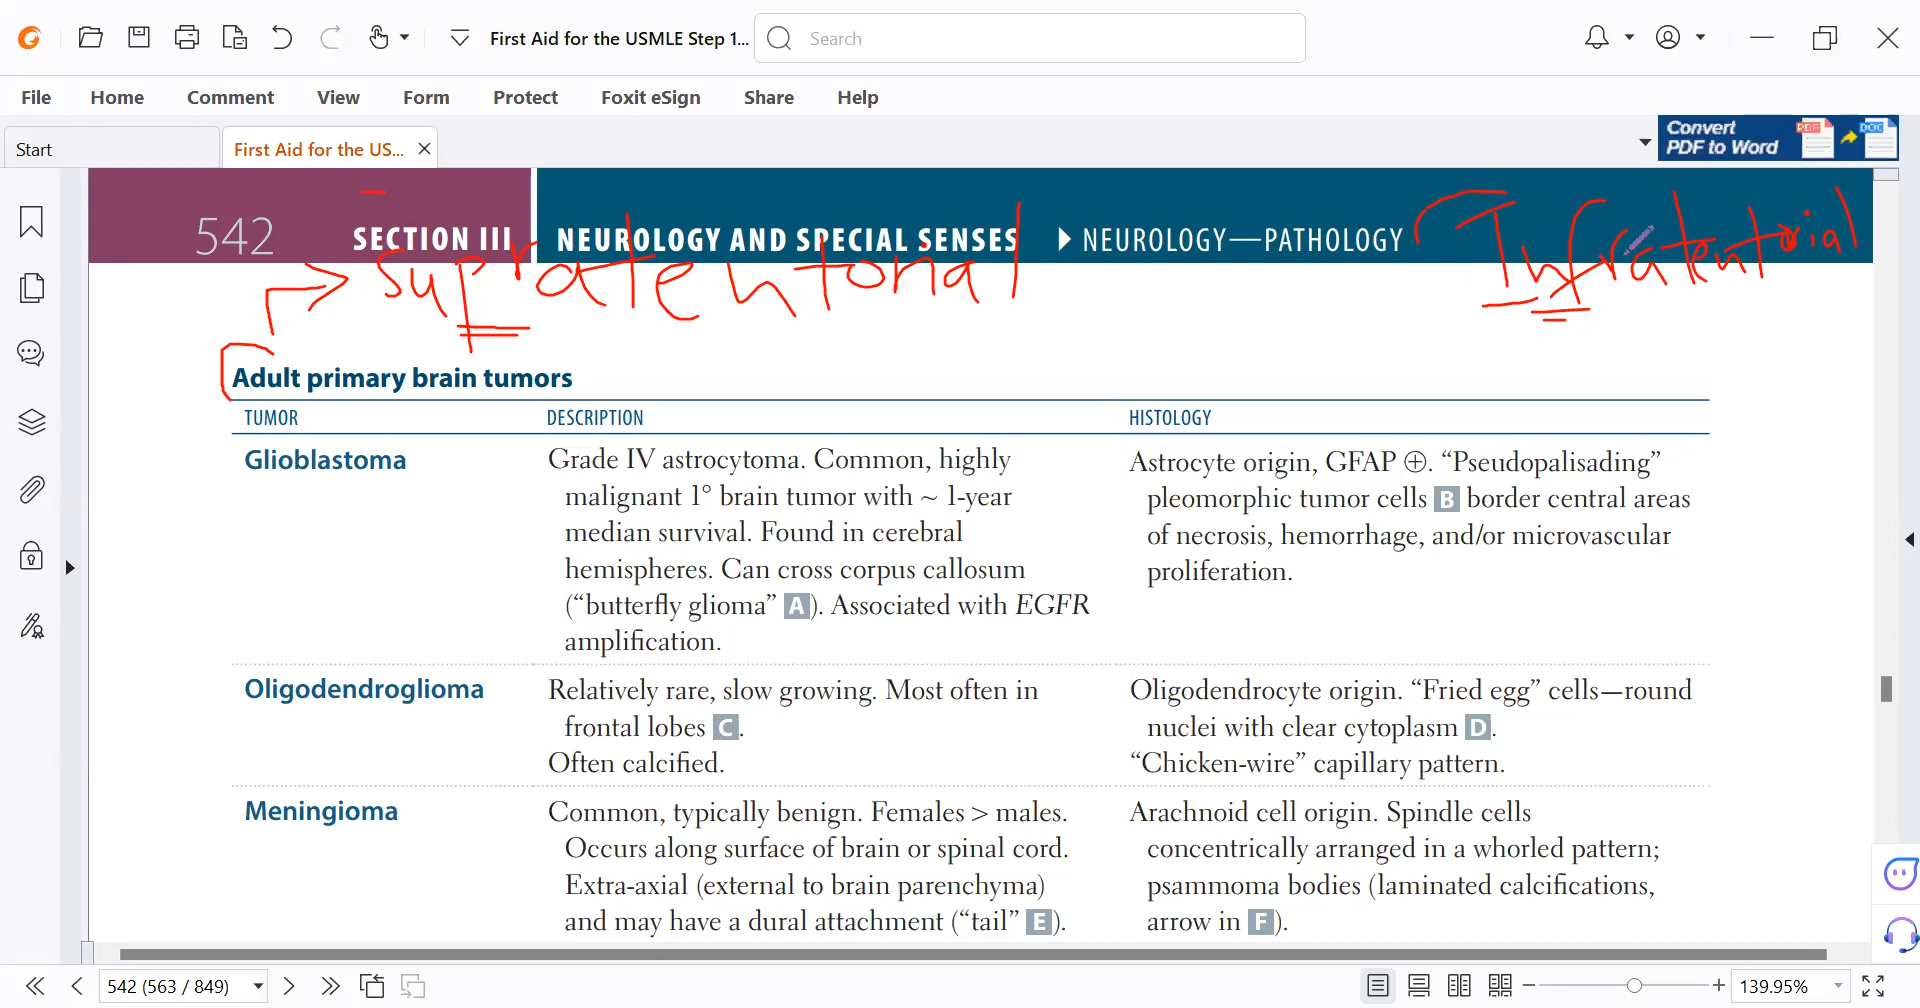 First Aid for the USMLE Step 1...
Search
File Home Comment View Form Protect Foxit eSign Share Help
Start
First Aid for the US...
Convert
PDF to Word
PDF
DOC
542 SECTION III NEUROLOGY AND SPECIAL SENSES NEUROLOGY—PATHOLOGY
Infratentorial
Supratentorial
Adult primary brain tumors
TUMOR DESCRIPTION HISTOLOGY
Glioblastoma
Grade IV astrocytoma. Common, highly
malignant 1° brain tumor with ~ 1-year
median survival. Found in cerebral
hemispheres. Can cross corpus callosum
(“butterfly glioma” A). Associated with EGFR
amplification.
Astrocyte origin, GFAP ⊕. “Pseudopalisading”
pleomorphic tumor cells B border central areas
of necrosis, hemorrhage, and/or microvascular
proliferation.
Oligodendroglioma
Relatively rare, slow growing. Most often in
frontal lobes C.
Often calcified.
Oligodendrocyte origin. “Fried egg” cells—round
nuclei with clear cytoplasm D.
“Chicken-wire” capillary pattern.
Meningioma
Common, typically benign. Females > males.
Occurs along surface of brain or spinal cord.
Extra-axial (external to brain parenchyma)
and may have a dural attachment (“tail” E).
Arachnoid cell origin. Spindle cells
concentrically arranged in a whorled pattern;
psammoma bodies (laminated calcifications,
arrow in F).
542 (563 / 849)
139.95%